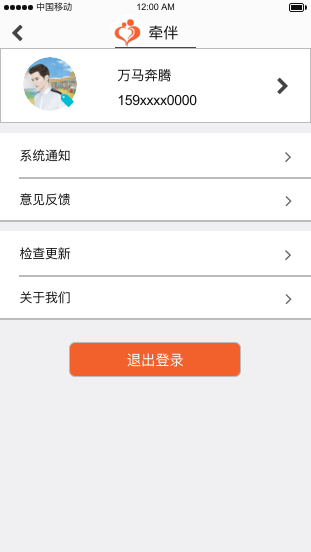 中国移动 12:00 AM
牵伴
万马奔腾
159xxxx0000
系统通知
意见反馈
检查更新
关于我们
退出登录